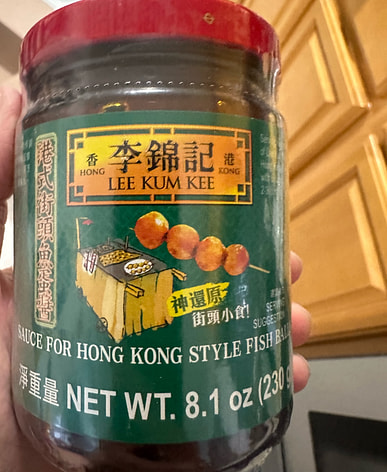 港式街頭魚蛋醬
香 李錦記 港
HONG LEE KUM KEE KONG
神還原
街頭小食!
SUGGEST
SAUCE FOR HONG KONG STYLE FISH BALL
淨重量 NET WT. 8.1 oz (230 g